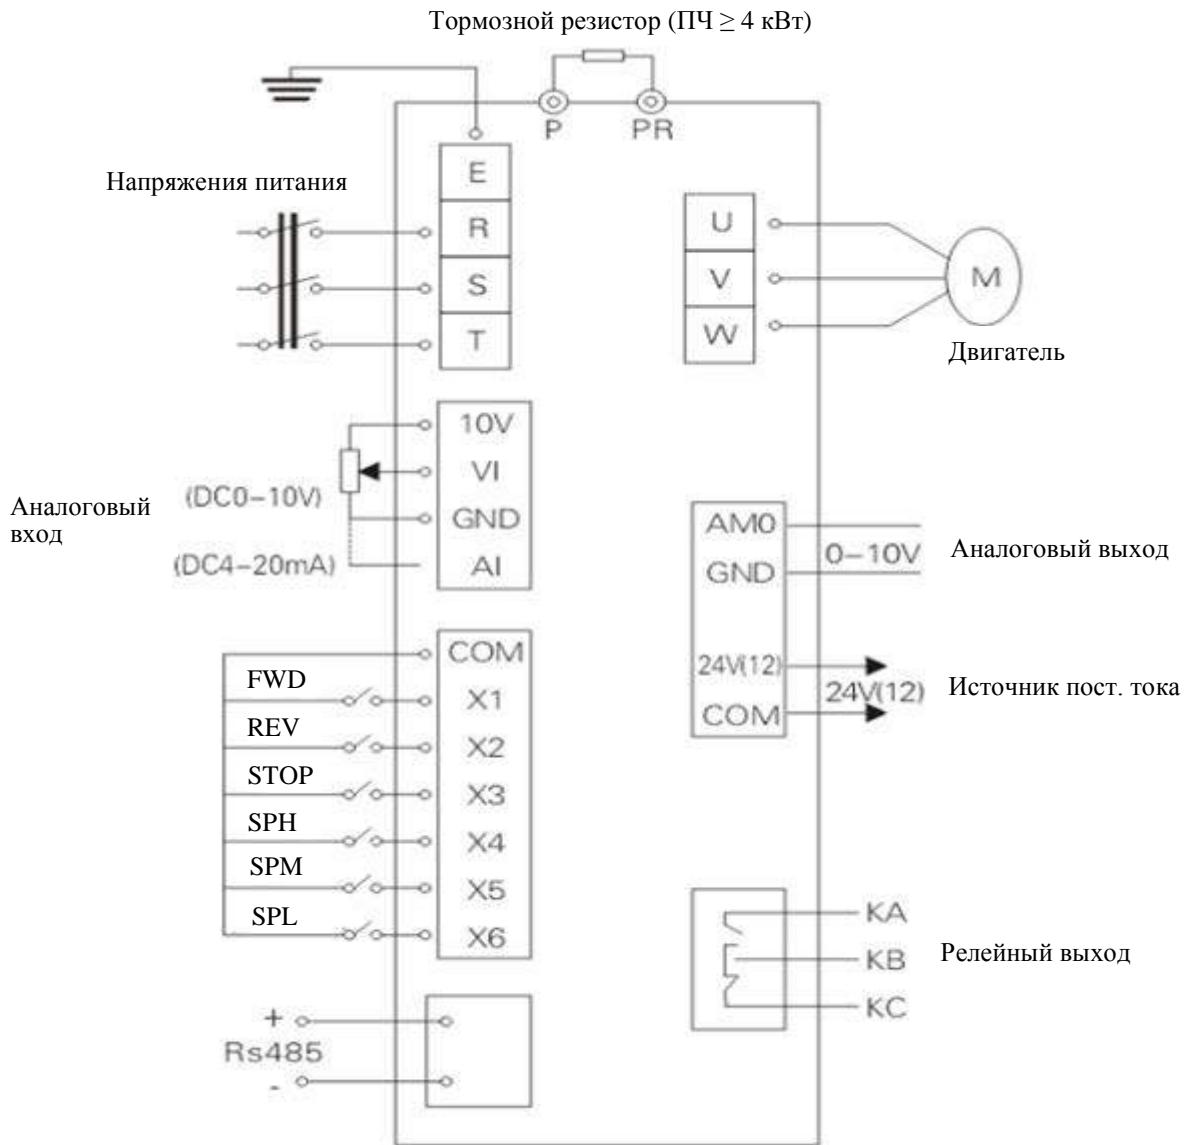 Тормозной резистор (ПЧ ≥ 4 кВт)
P
PR
Напряжения питания
E
R
S
T
U
V
W
M
Двигатель
10V
VI
GND
AI
(DC0-10V)
(DC4-20mA)
Аналоговый
вход
AM0
GND
0-10V
Аналоговый выход
24V(12)
COM
24V(12)
Источник пост. тока
COM
FWD
X1
REV
X2
STOP
X3
SPH
X4
SPM
X5
SPL
X6
KA
KB
KC
Релейный выход
+
Rs485
-